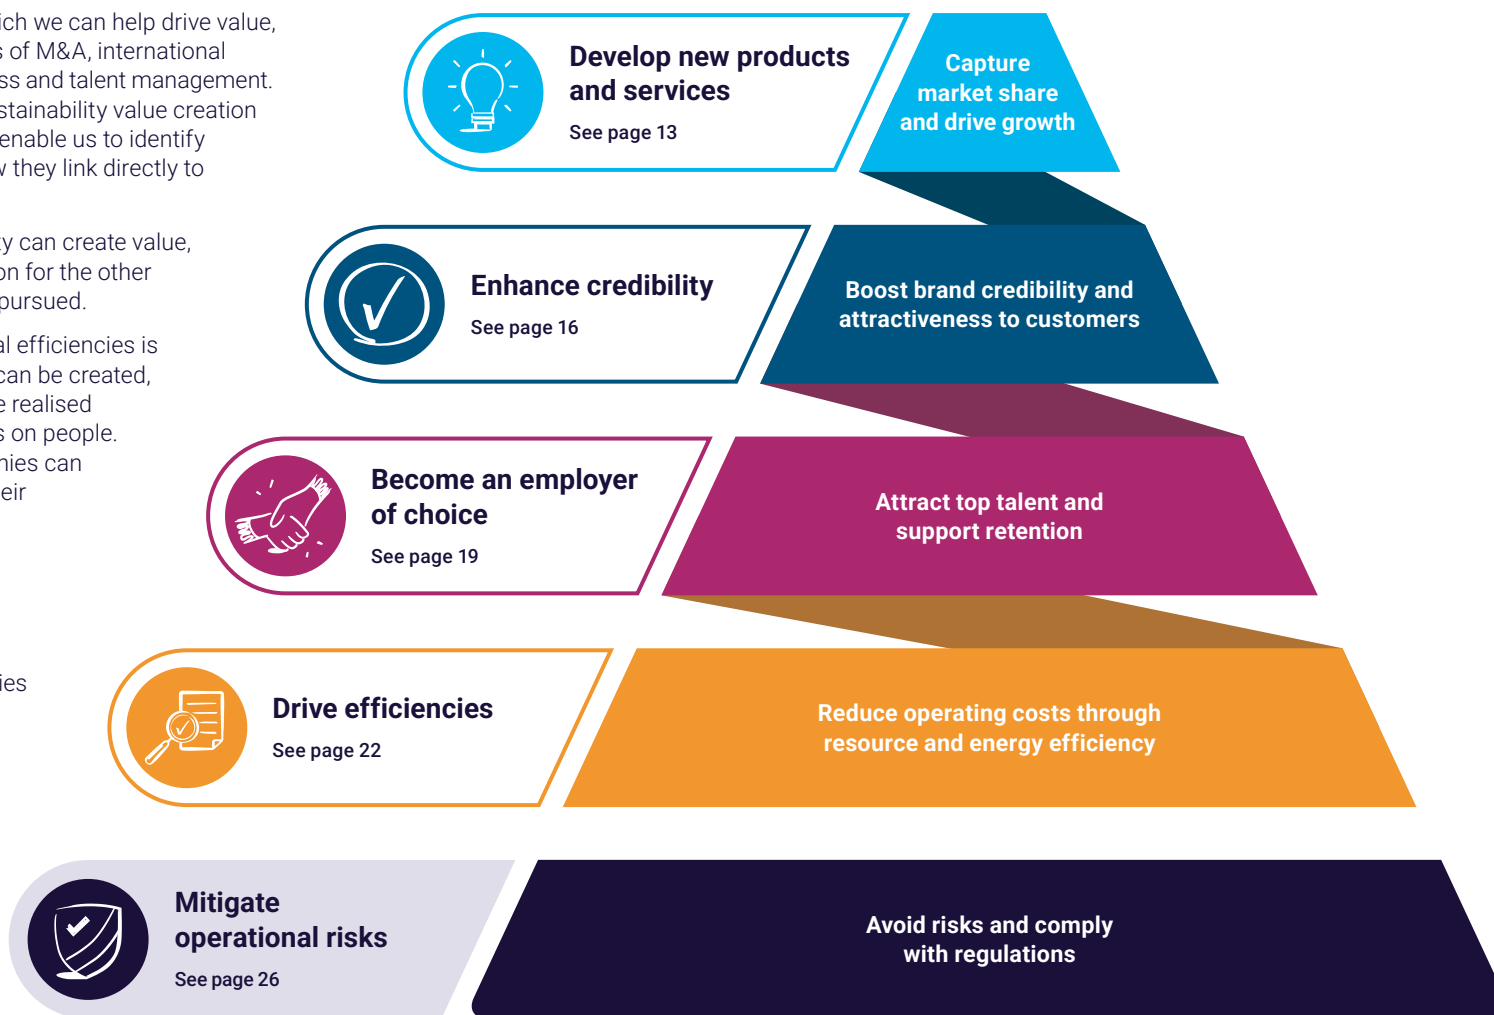 ich we can help drive value,
s of M&A, international
ss and talent management.
stainability value creation
enable us to identify
w they link directly to
ty can create value,
on for the other
pursued.
al efficiencies is
can be created,
e realised
s on people.
nies can
eir
ies
Develop new products
and services
See page 13
Capture
market share
and drive growth
Enhance credibility
See page 16
Boost brand credibility and
attractiveness to customers
Become an employer
of choice
See page 19
Attract top talent and
support retention
Drive efficiencies
See page 22
Reduce operating costs through
resource and energy efficiency
Mitigate
operational risks
See page 26
Avoid risks and comply
with regulations